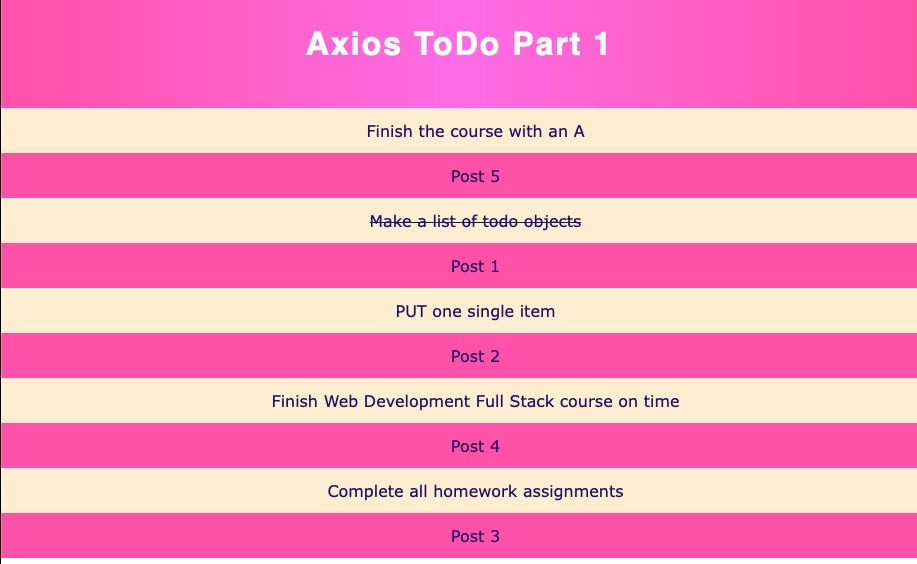 Axios ToDo Part 1
Finish the course with an A
Post 5
Make a list of todo objects
Post 1
PUT one single item
Post 2
Finish Web Development Full Stack course on time
Post 4
Complete all homework assignments
Post 3